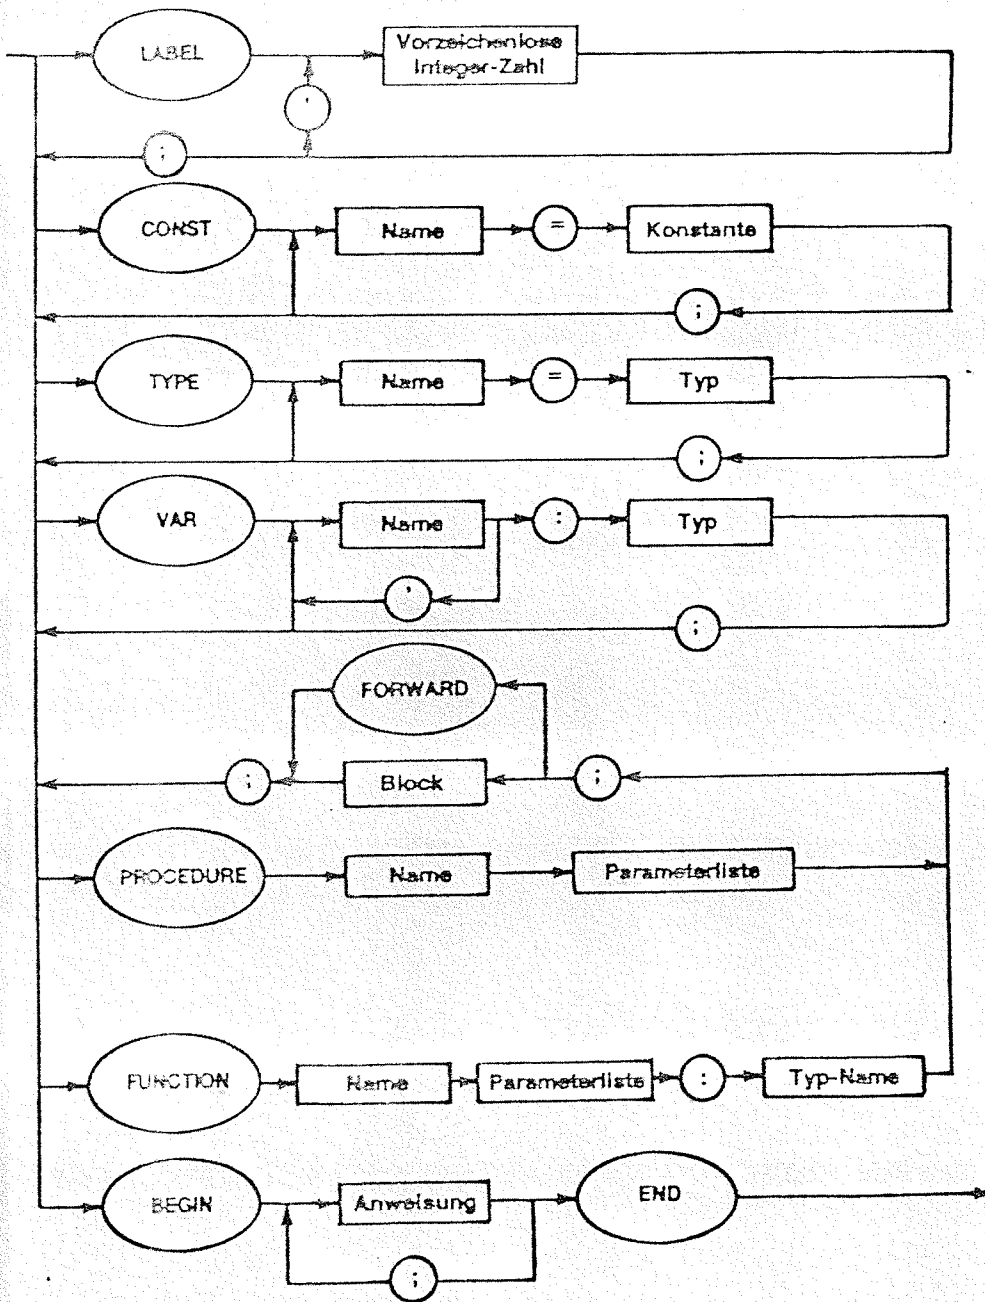 LABEL
Vorzeichenlose
Integer-Zahl
,
;
CONST
Name
=
Konstante
;
TYPE
Name
=
Typ
;
VAR
Name
:
Typ
,
;
FORWARD
;
Block
;
PROCEDURE
Name
Parameterliste
FUNCTION
Name
Parameterliste
:
Typ-Name
BEGIN
Anweisung
END
;